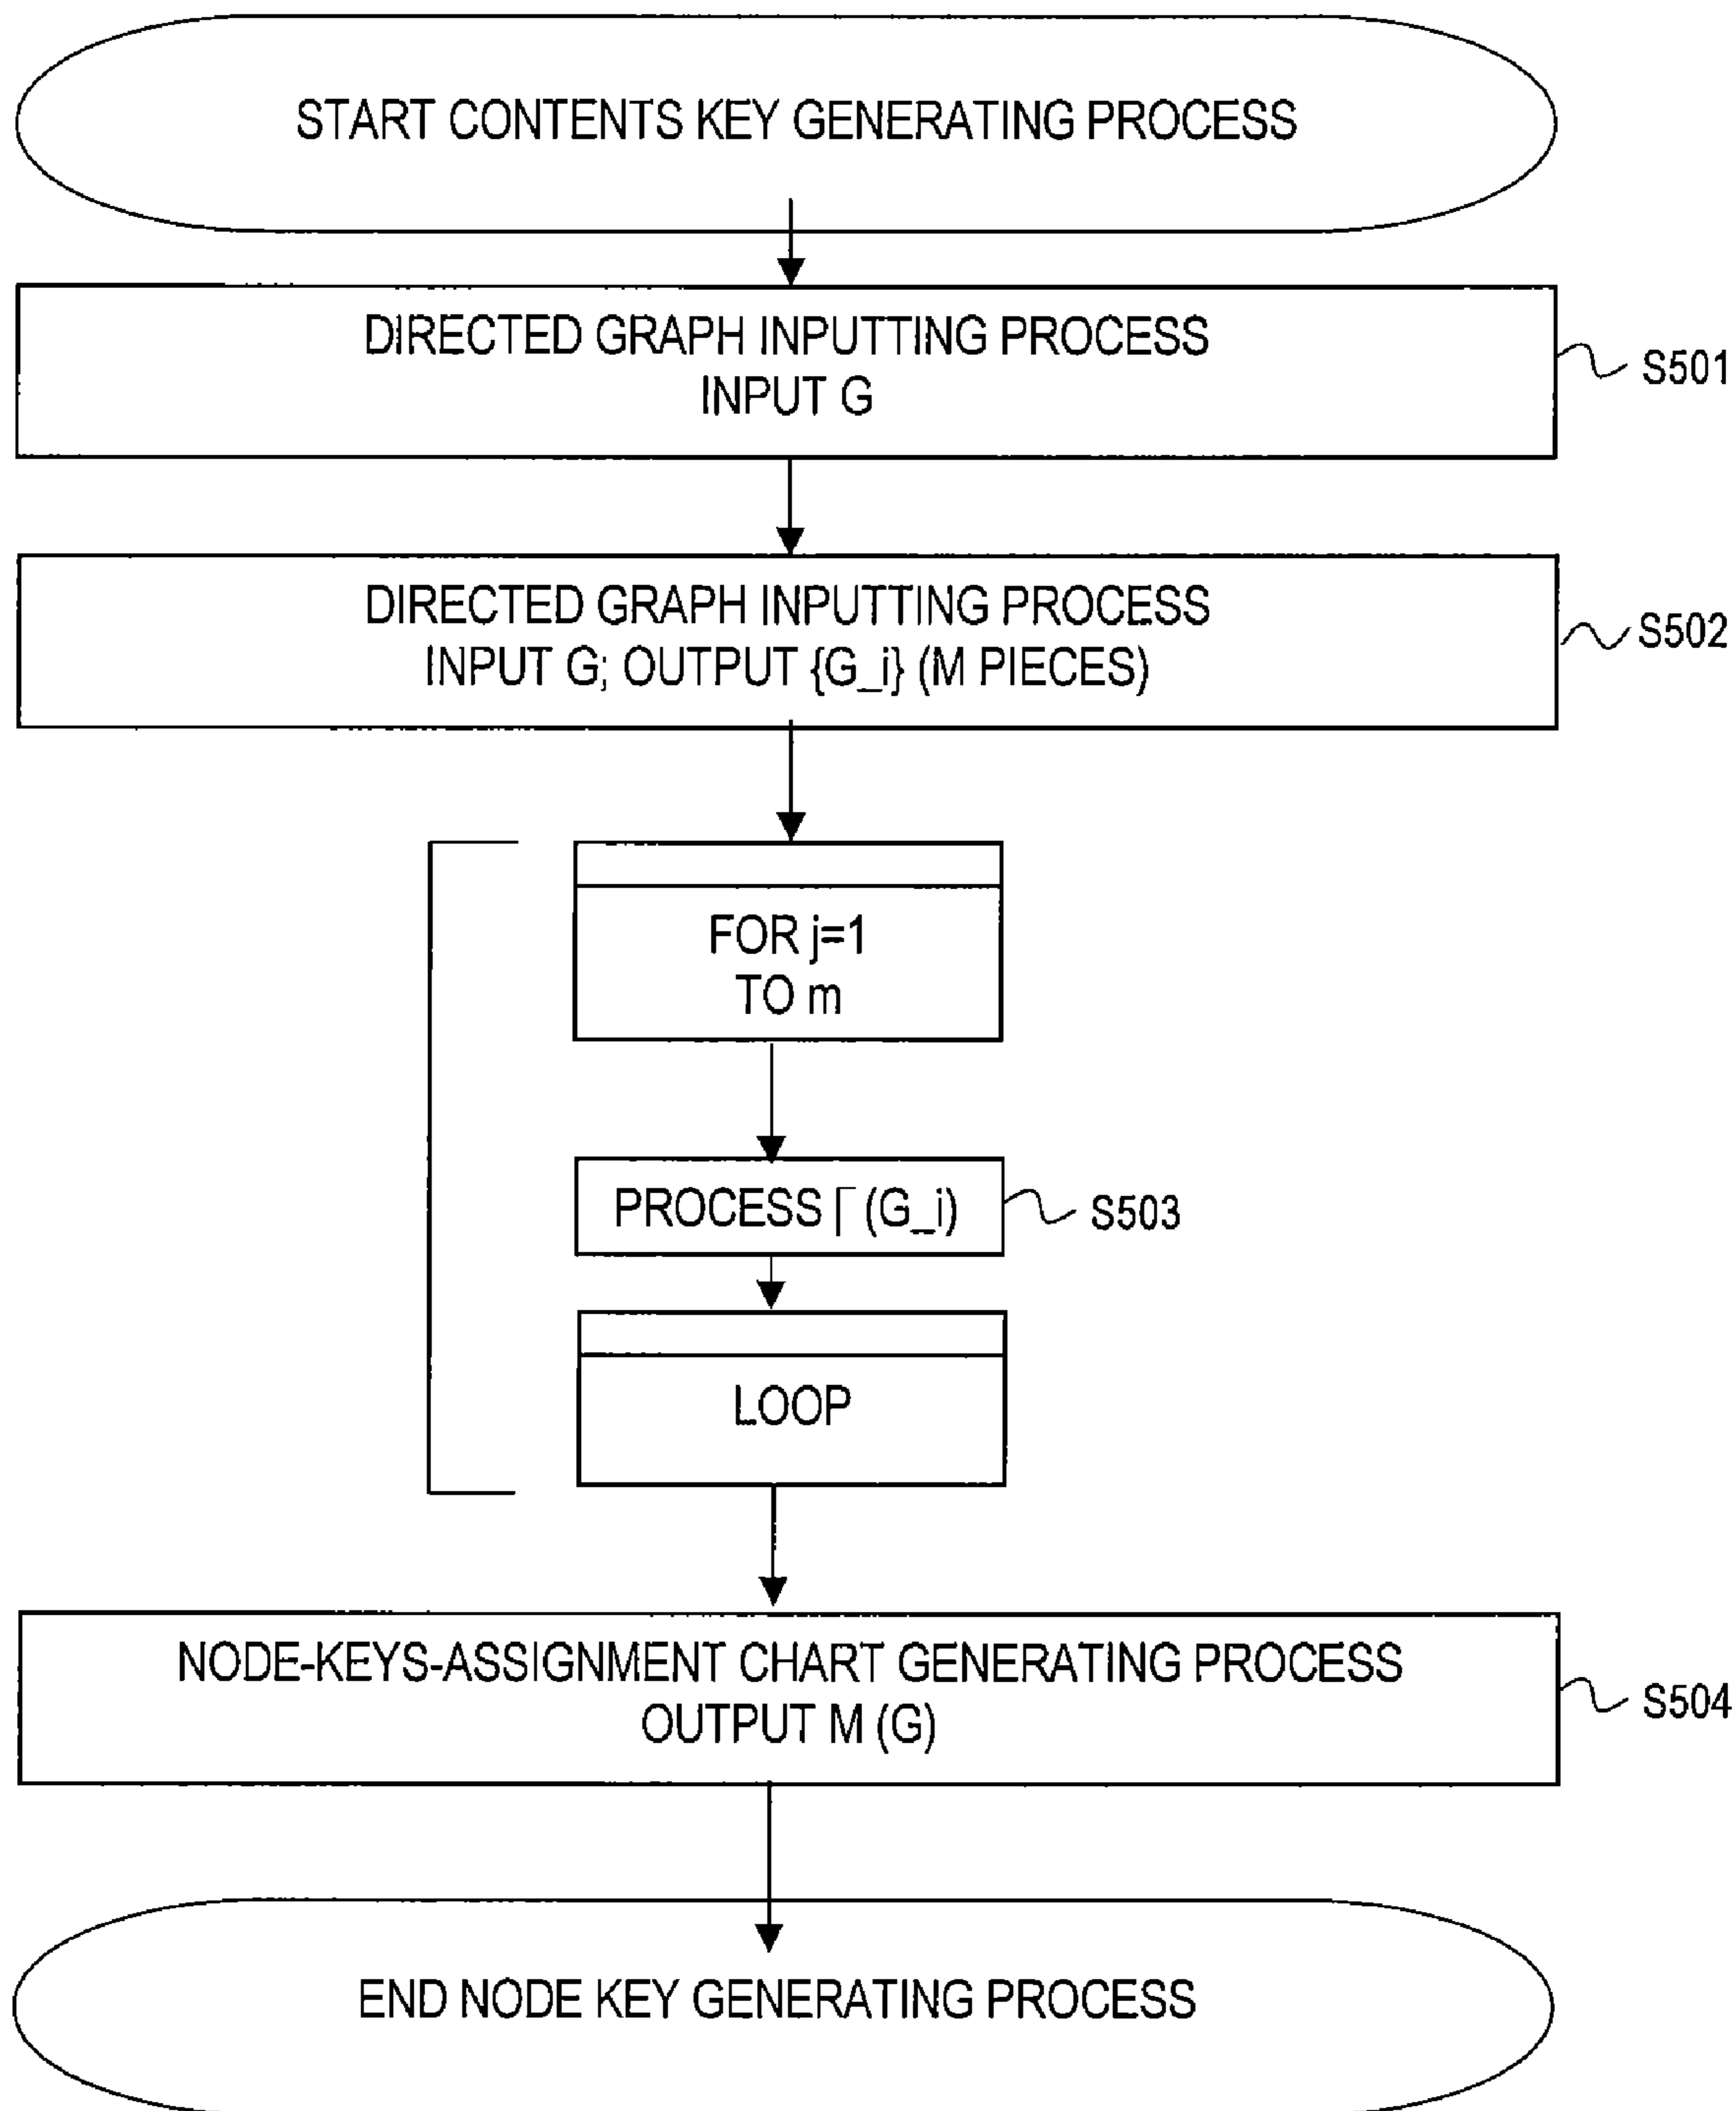 START CONTENTS KEY GENERATING PROCESS
DIRECTED GRAPH INPUTTING PROCESS
INPUT G
S501
DIRECTED GRAPH INPUTTING PROCESS
INPUT G; OUTPUT {G_i} (M PIECES)
S502
FOR j=1
TO m
PROCESS Γ (G_i)
S503
LOOP
NODE-KEYS-ASSIGNMENT CHART GENERATING PROCESS
OUTPUT M (G)
S504
END NODE KEY GENERATING PROCESS